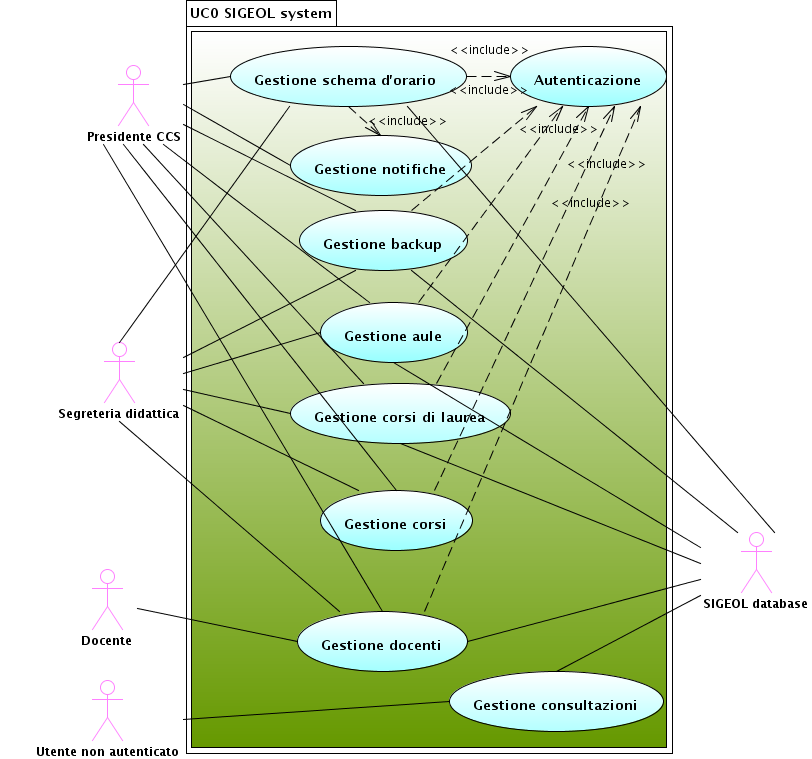 UC0 SIGEOL system
<<include>>
Gestione schema d'orario
Autenticazione
<<include>>
Presidente CCS
<<include>>
<<include>>
Gestione notifiche
<<include>>
<<include>>
Gestione backup
Gestione aule
Segreteria didattica
Gestione corsi di laurea
Gestione corsi
SIGEOL database
Docente
Gestione docenti
Gestione consultazioni
Utente non autenticato